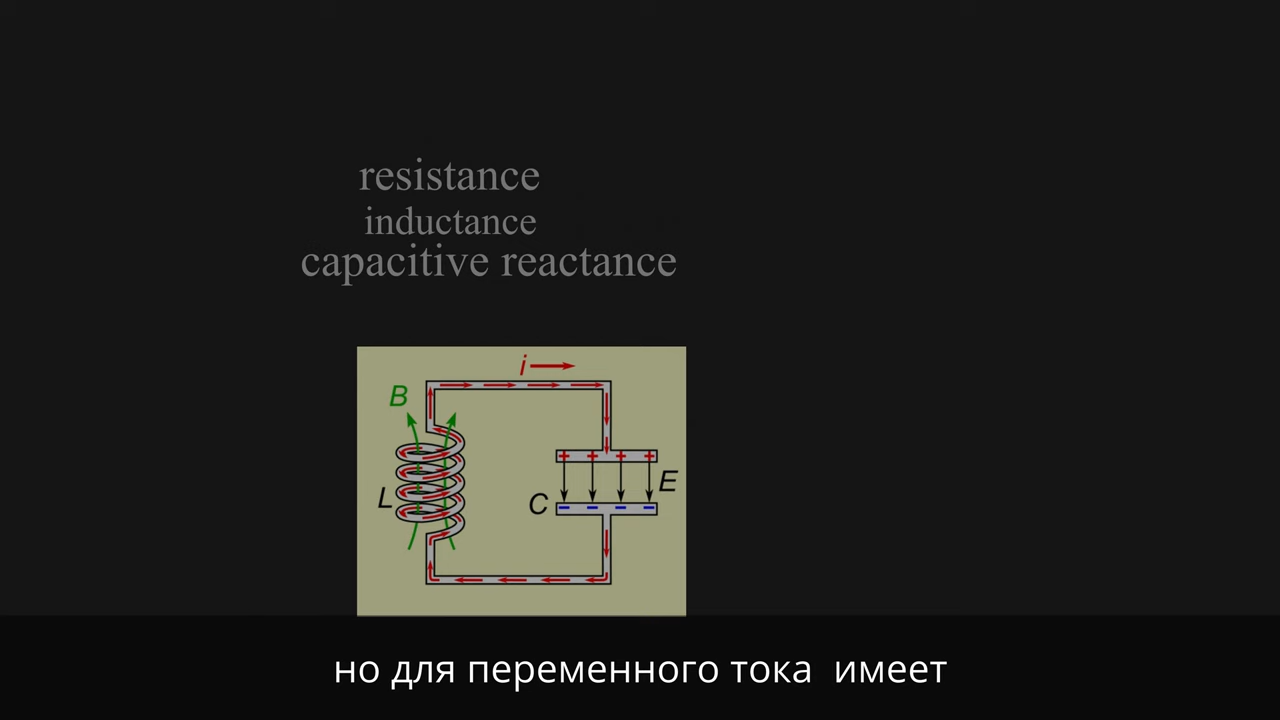 resistance
inductance
capacitive reactance
i
B
L
C
E
+ + + +
− − − −
но для переменного тока имеет